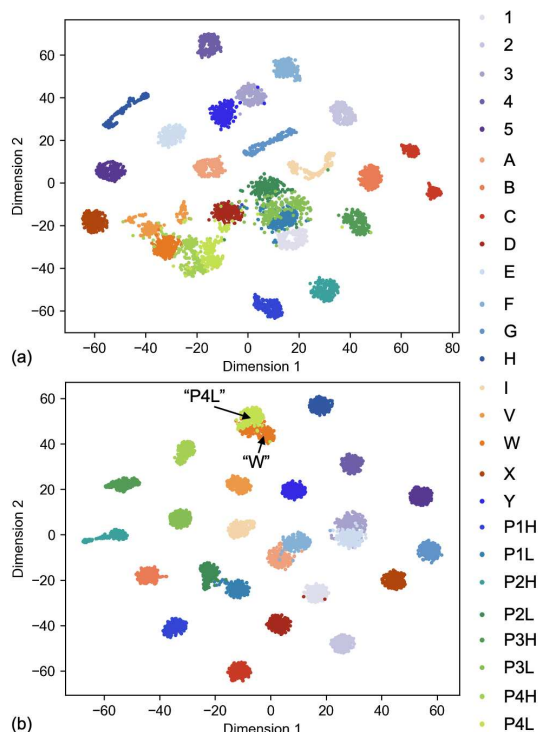 60
40
20
0
−20
−40
−60
Dimension 2
−60
−40
−20
0
20
40
60
80
Dimension 1
(a)
60
40
20
0
−20
−40
−60
Dimension 2
“P4L”
“W”
−60
−40
−20
0
20
40
60
Dimension 1
(b)
1
2
3
4
5
A
B
C
D
E
F
G
H
I
V
W
X
Y
P1H
P1L
P2H
P2L
P3H
P3L
P4H
P4L